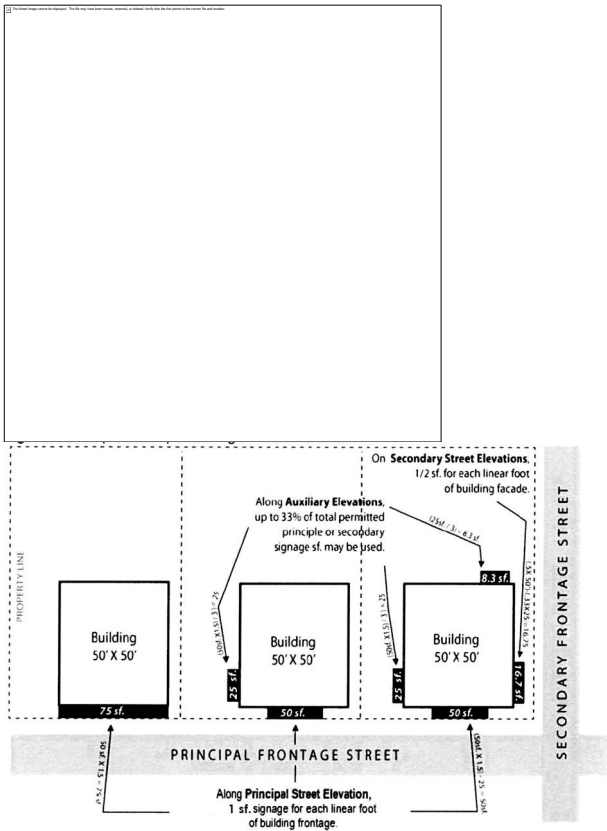 The linked image cannot be displayed. The file may have been moved, renamed, or deleted. Verify that the link points to the correct file and location.
On Secondary Street Elevations,
1/2 sf. for each linear foot
of building facade.
Along Auxiliary Elevations,
up to 33% of total permitted
principle or secondary
signage sf. may be used.
(25sf. / 3) = 8.3 sf.
(50sf. X1.5) / 3) = 25
(50sf. X1.5) / 3) = 25
PROPERTY LINE
8.3 sf.
Building
50' X 50'
Building
50' X 50'
Building
50' X 50'
25 sf.
25 sf.
16.7 sf.
75 sf.
50 sf.
50 sf.
SECONDARY FRONTAGE STREET
PRINCIPAL FRONTAGE STREET
(50sf. X 1.5) - 25 = 50sf.
Along Principal Street Elevation,
1 sf. signage for each linear foot
of building frontage.